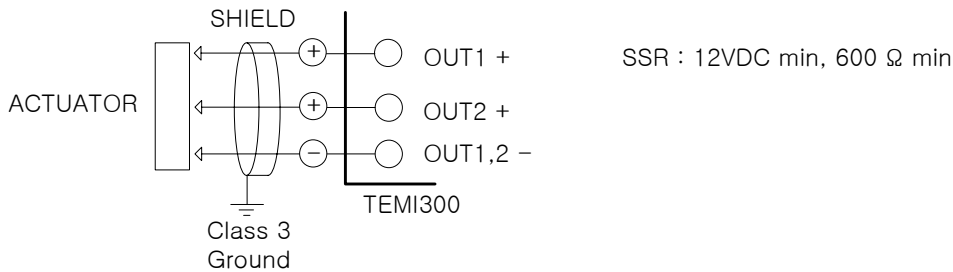 SHIELD
+ OUT1 + SSR : 12VDC min, 600 Ω min
ACTUATOR + OUT2 +
− OUT1,2 −
TEMI300
Class 3
Ground